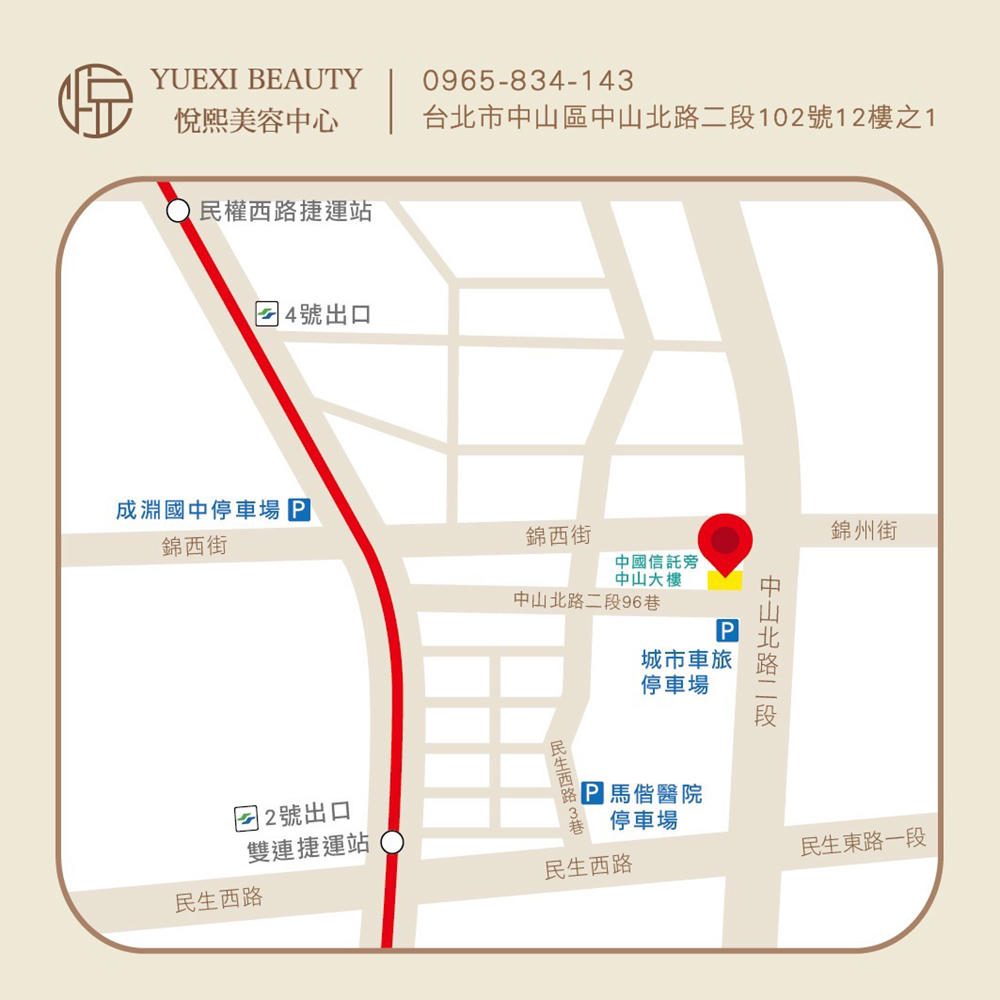 YUEXI BEAUTY
悅熙美容中心
0965-834-143
台北市中山區中山北路二段102號12樓之1
民權西路捷運站
4號出口
成淵國中停車場 P
錦西街
錦西街
錦州街
中國信託旁
中山大樓
中山北路二段96巷
中山北路二段
P
城市車旅
停車場
民生西路3巷
P 馬偕醫院
停車場
2號出口
雙連捷運站
民生西路
民生西路
民生東路一段